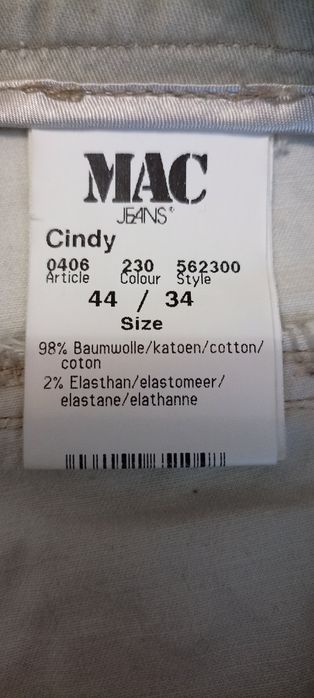 MAC
JEANS®
Cindy
0406 230 562300
Article Colour Style
44 / 34
Size
98% Baumwolle/katoen/cotton/
coton
2% Elasthan/elastomeer/
elastane/elathanne